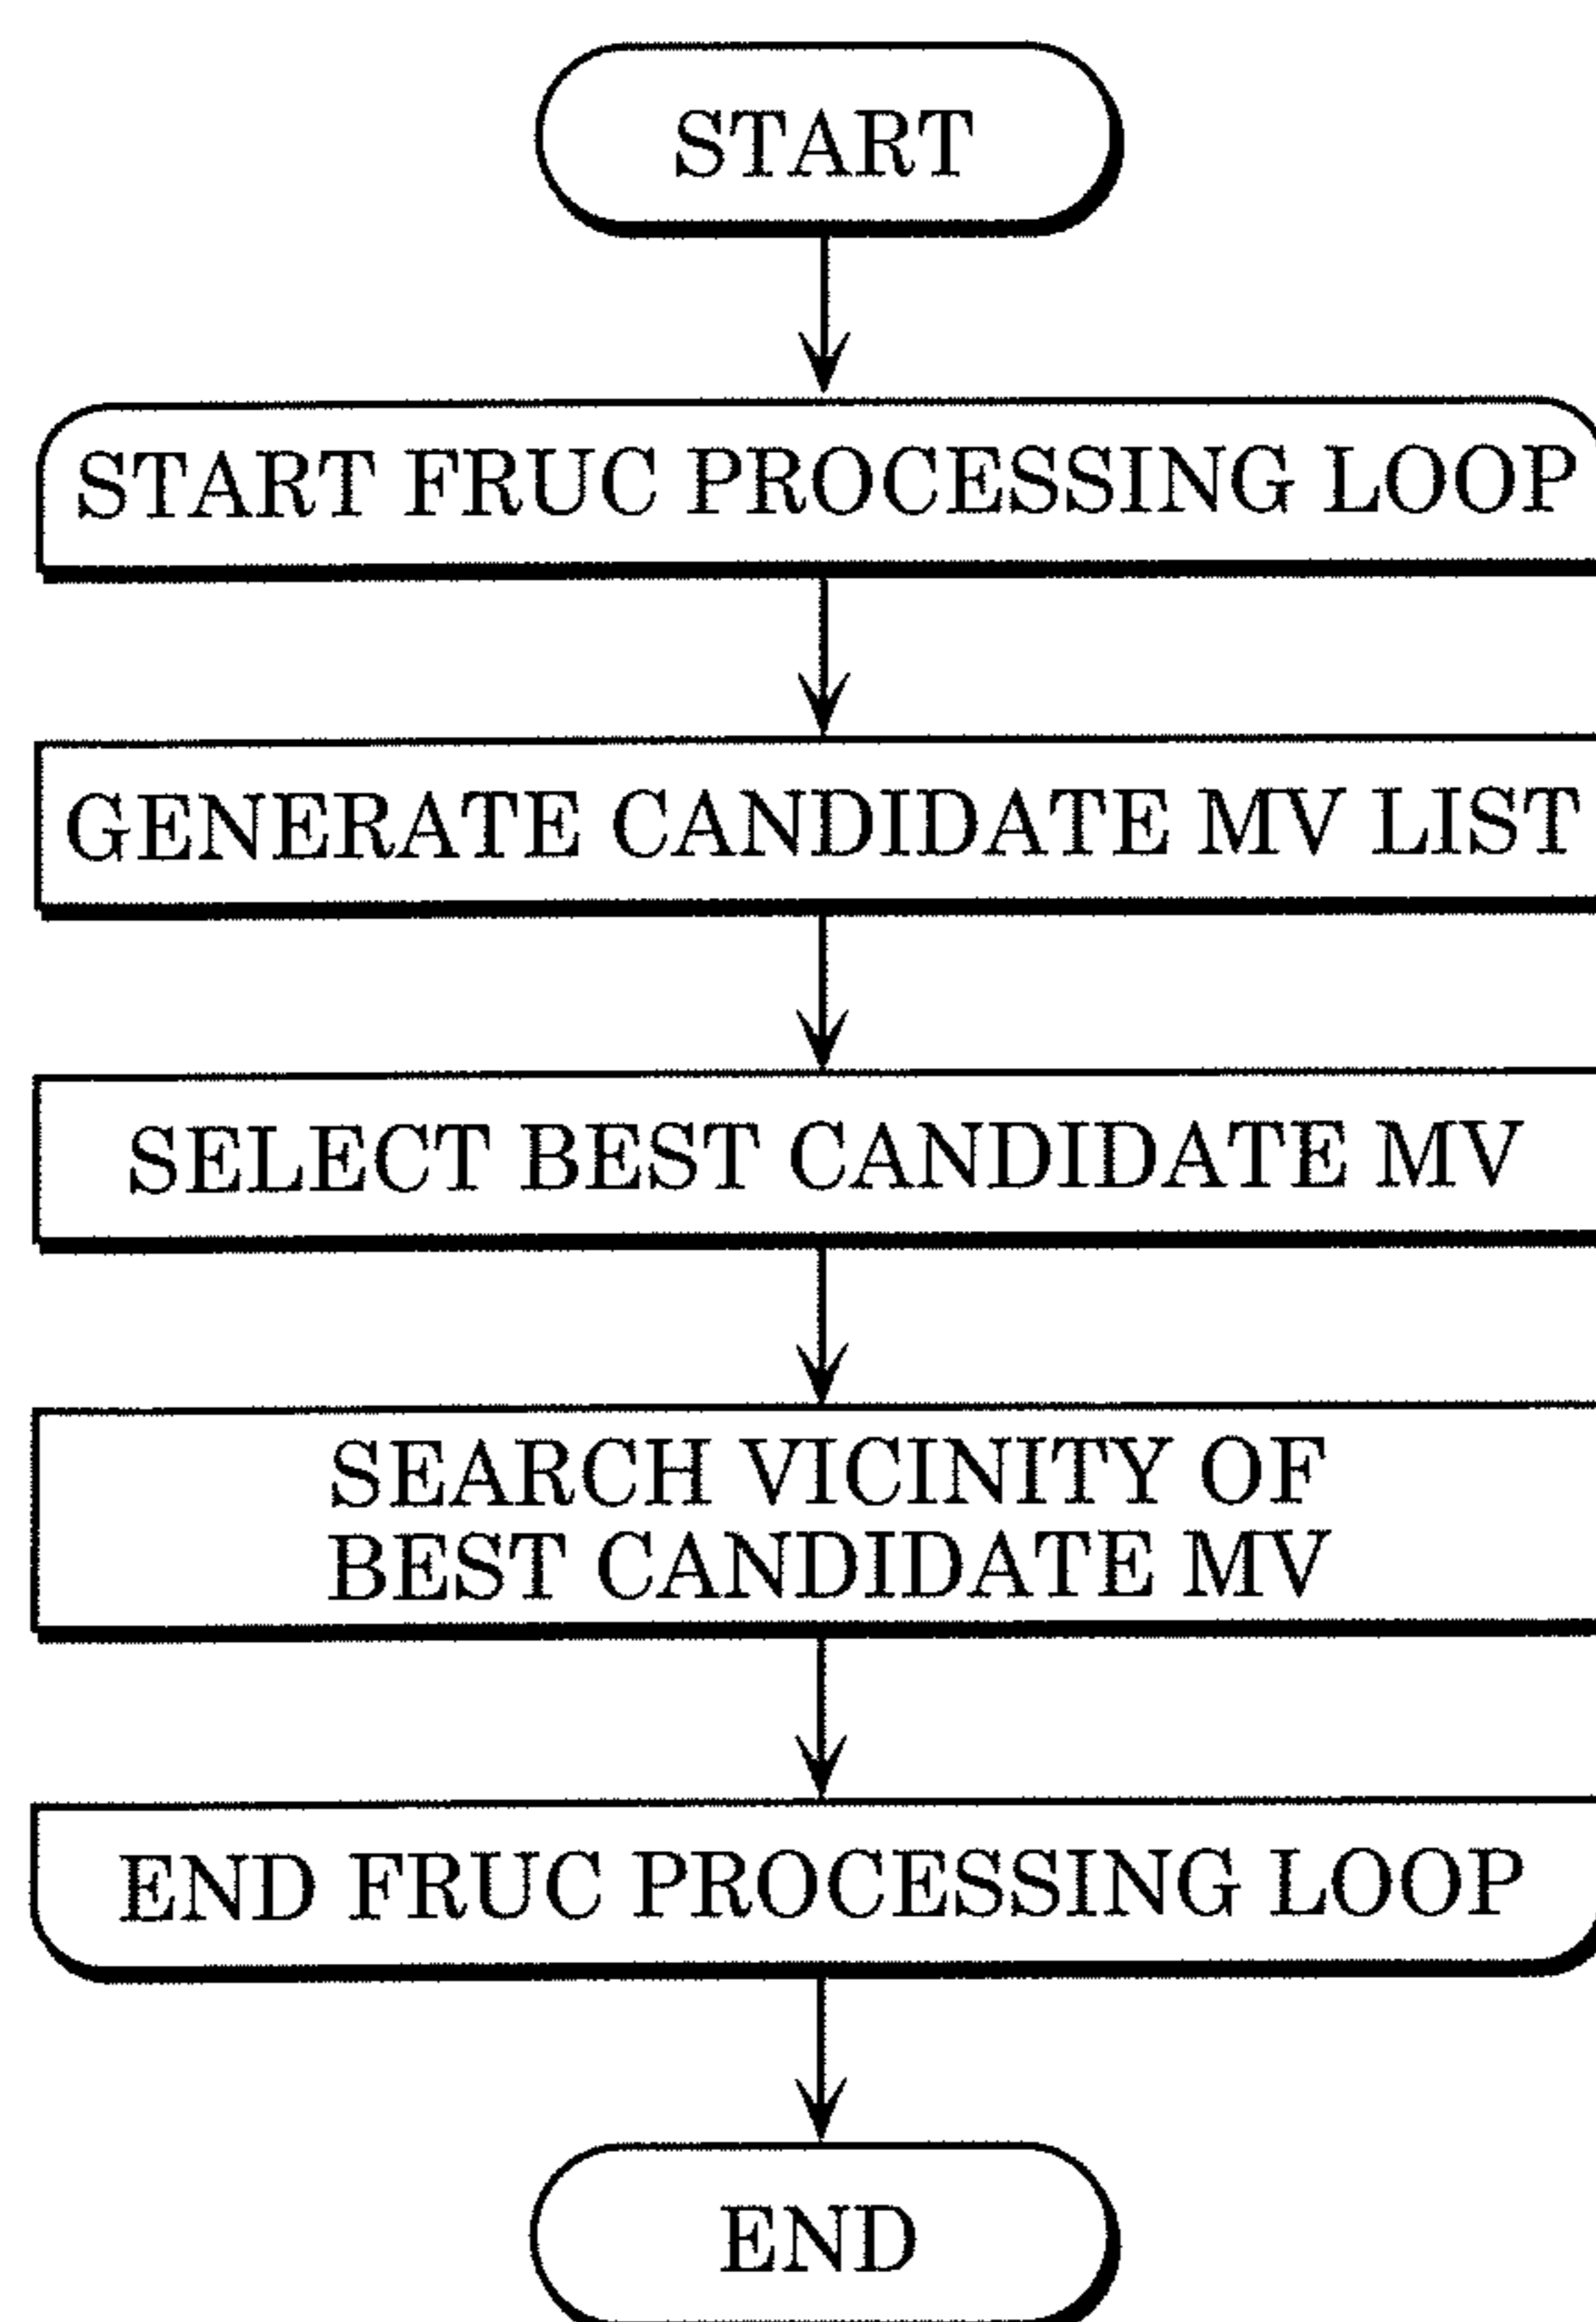 START
START FRUC PROCESSING LOOP
GENERATE CANDIDATE MV LIST
SELECT BEST CANDIDATE MV
SEARCH VICINITY OF
BEST CANDIDATE MV
END FRUC PROCESSING LOOP
END